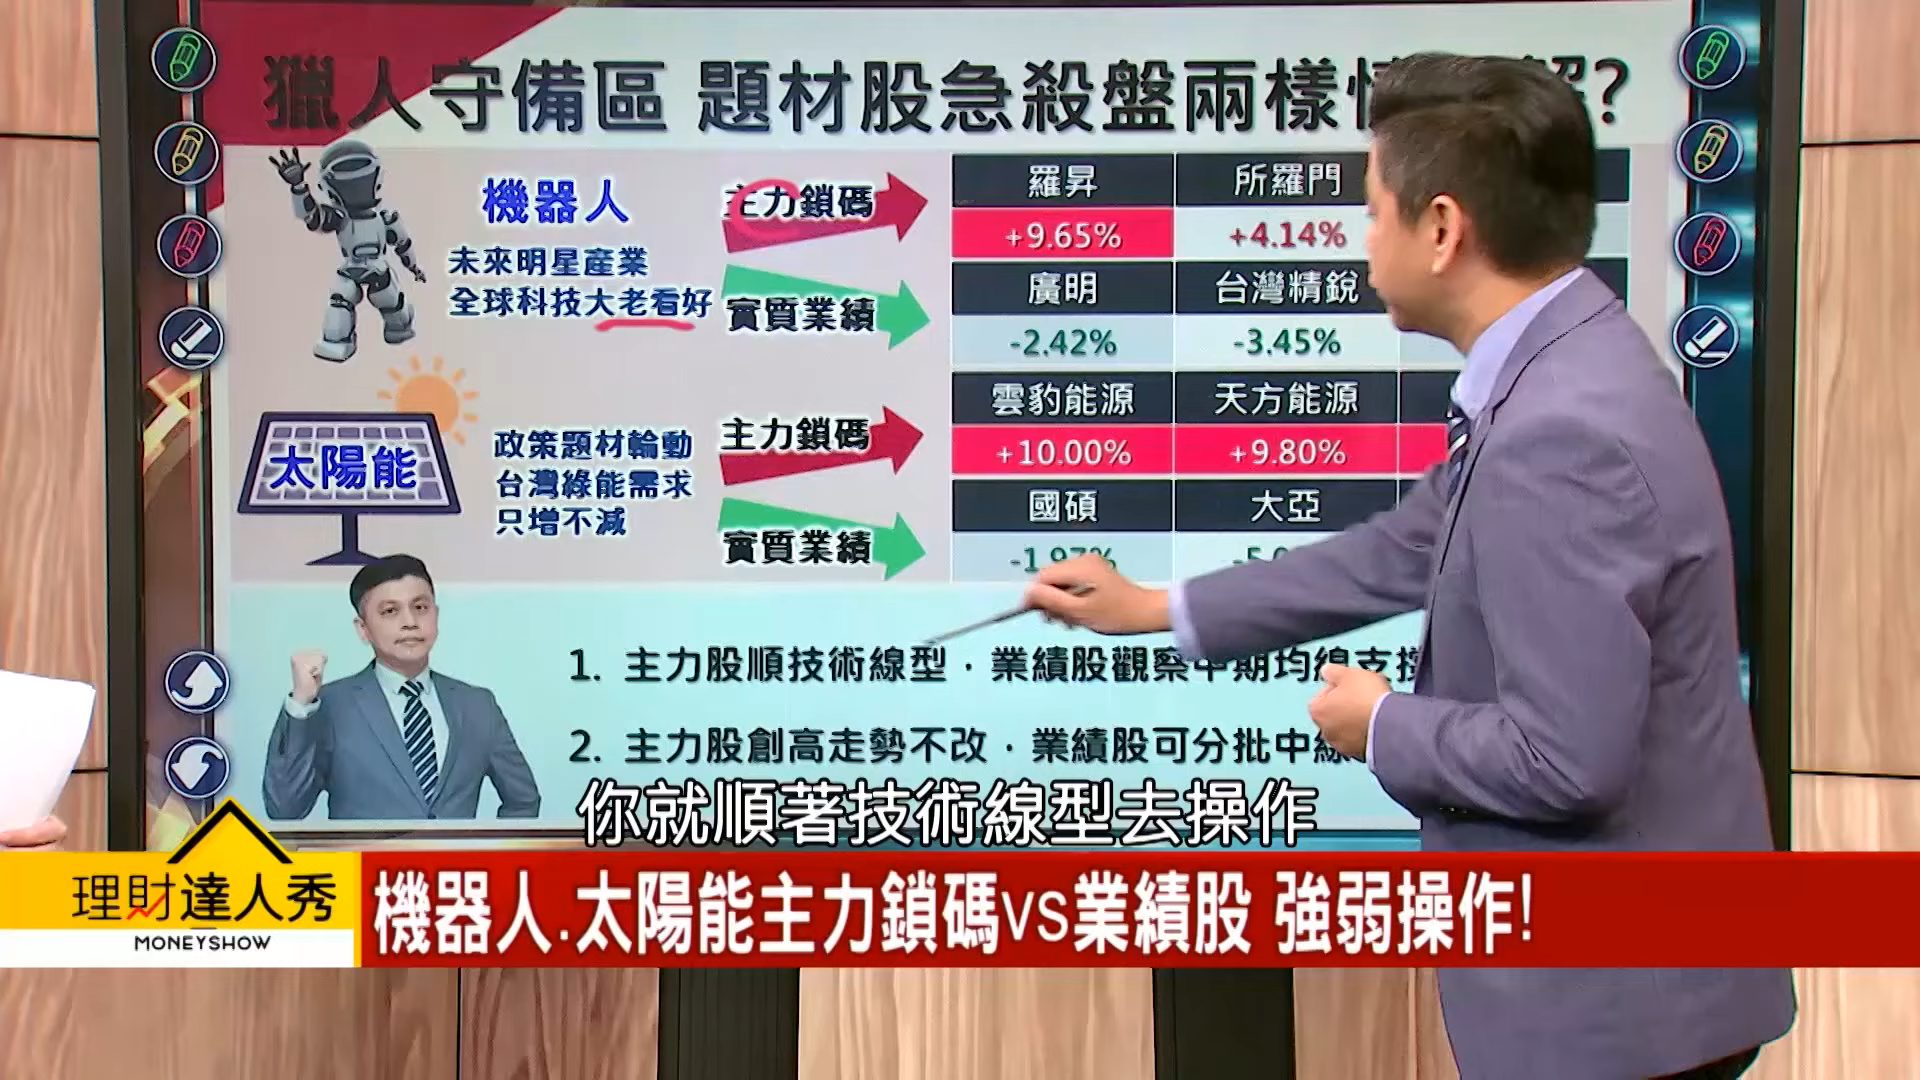 獵人守備區 題材股急殺盤兩樣情 解?
機器人
未來明星產業
全球科技大老看好
主力鎖碼
實質業績
羅昇 所羅門
+9.65% +4.14%
廣明 台灣精銳
-2.42% -3.45%
太陽能
政策題材輪動
台灣綠能需求
只增不減
主力鎖碼
實質業績
雲豹能源 天方能源
+10.00% +9.80%
國碩 大亞
-1.97% -5.0
1. 主力股順技術線型，業績股觀察中期均線支撐
2. 主力股創高走勢不改，業績股可分批中線
你就順著技術線型去操作
理財達人秀
MONEYSHOW
機器人.太陽能主力鎖碼vs業績股 強弱操作!